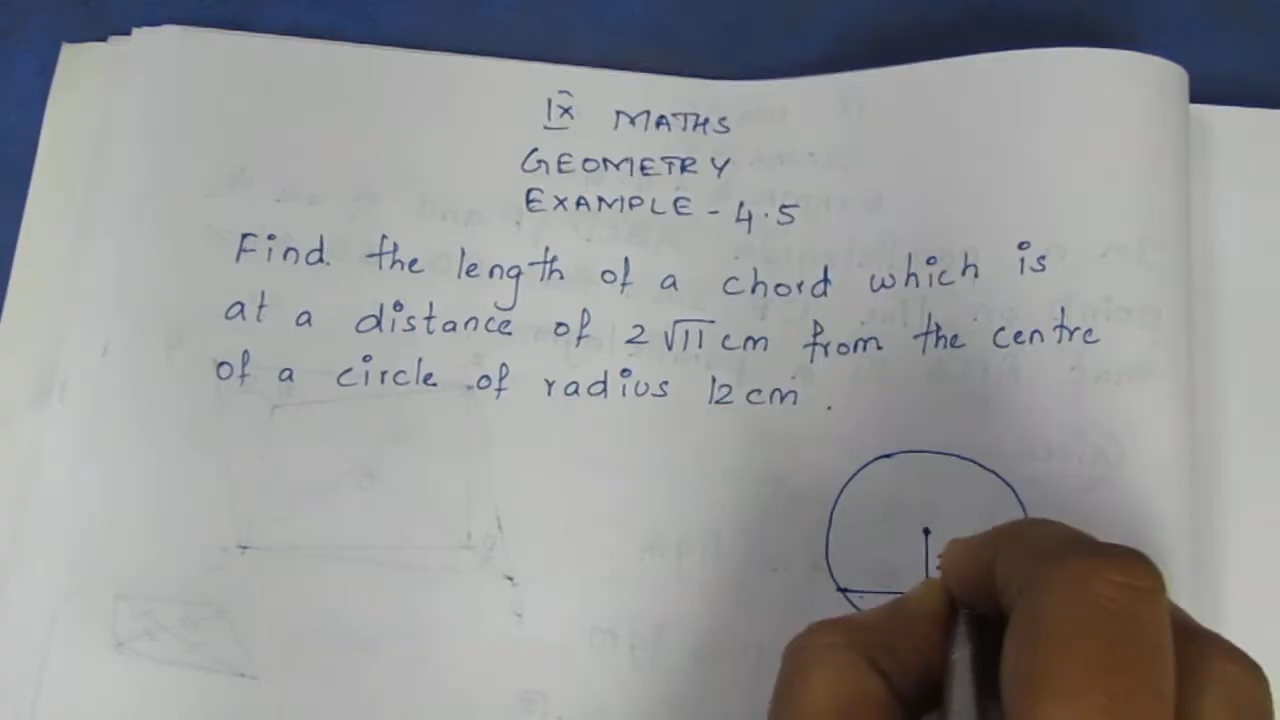 IX MATHS
GEOMETRY
EXAMPLE - 4.5
Find the length of a chord which is
at a distance of 2 √11 cm from the centre
of a circle of radius 12 cm.